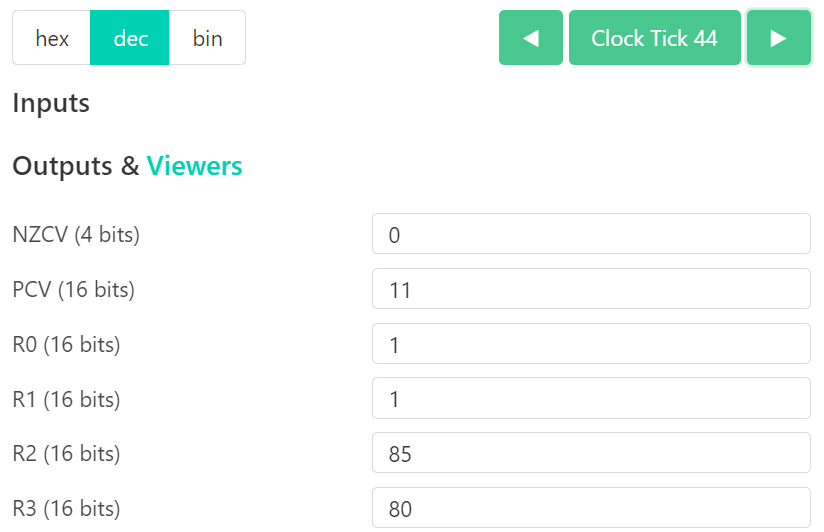 hex dec bin ◀ Clock Tick 44 ▶
Inputs
Outputs & Viewers
NZCV (4 bits) 0
PCV (16 bits) 11
R0 (16 bits) 1
R1 (16 bits) 1
R2 (16 bits) 85
R3 (16 bits) 80